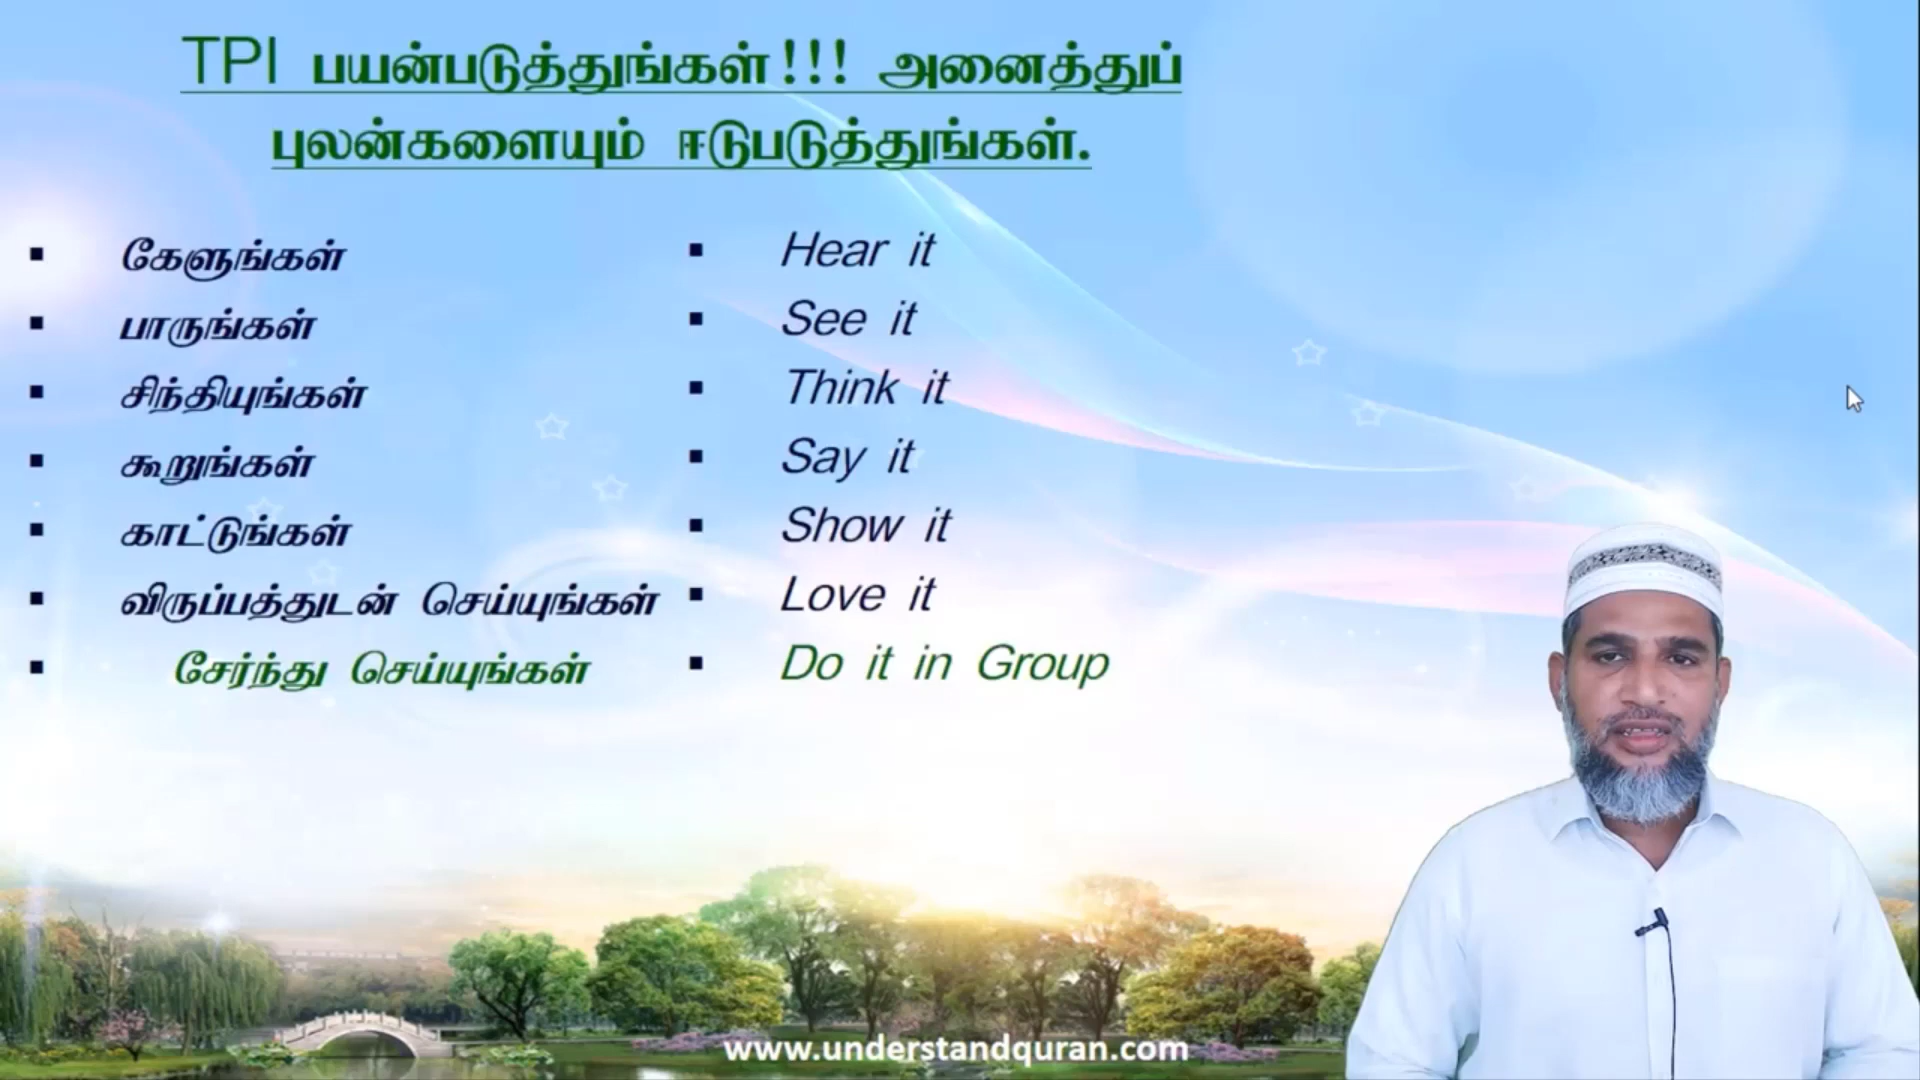 TPI பயன்படுத்துங்கள்!!! அனைத்துப்
புலன்களையும் ஈடுபடுத்துங்கள்.
▪ கேளுங்கள்
▪ பாருங்கள்
▪ சிந்தியுங்கள்
▪ கூறுங்கள்
▪ காட்டுங்கள்
▪ விருப்பத்துடன் செய்யுங்கள்
▪ சேர்ந்து செய்யுங்கள்
▪ Hear it
▪ See it
▪ Think it
▪ Say it
▪ Show it
▪ Love it
▪ Do it in Group
www.understandquran.com